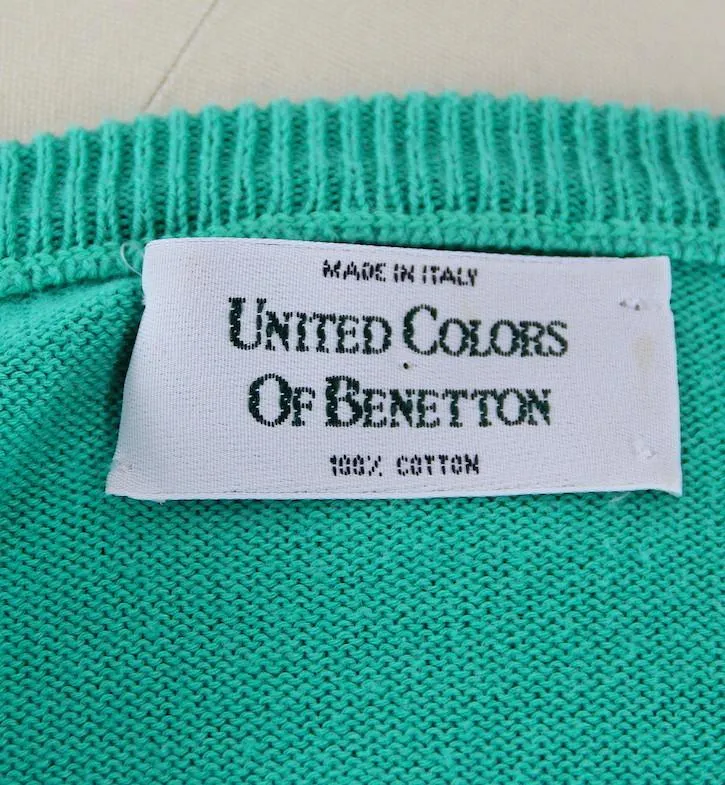 MADE IN ITALY
UNITED COLORS
OF BENETTON
100% COTTON